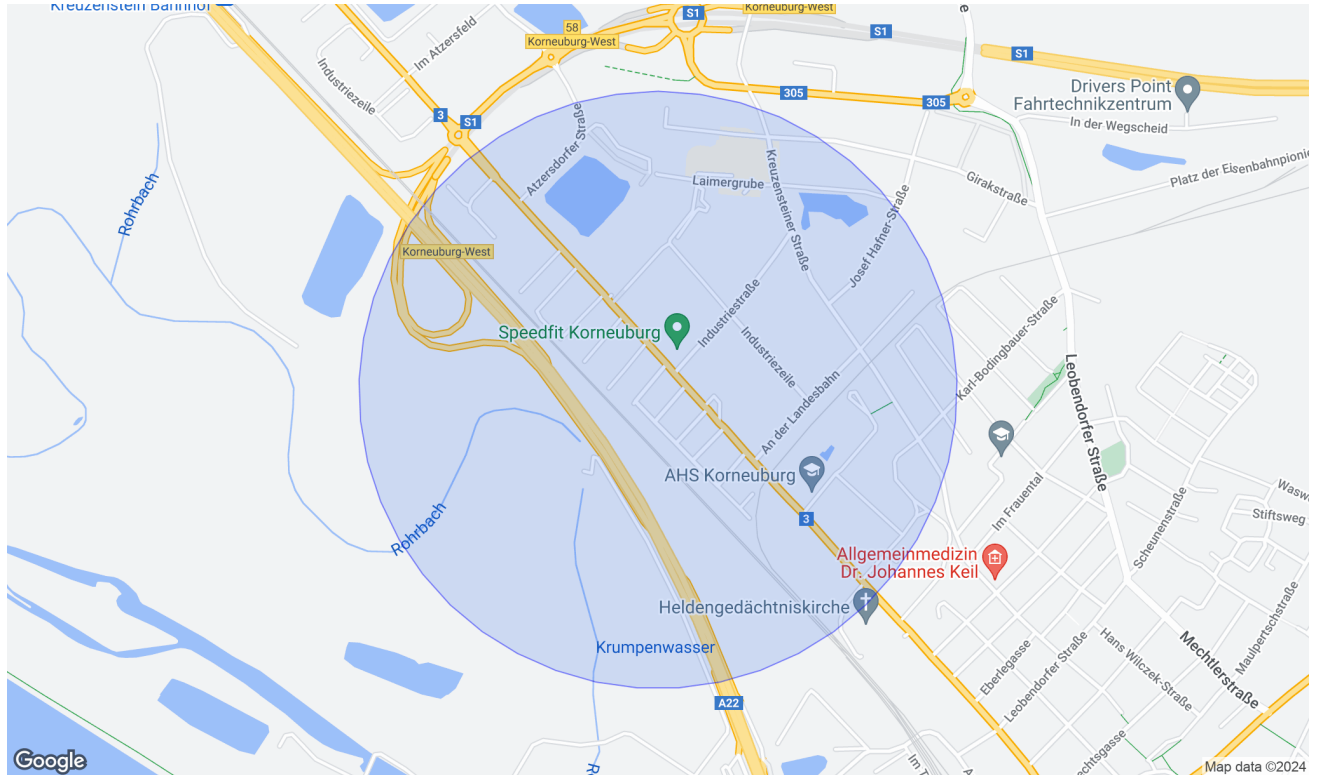 Kreuzenstein Bahnhof
S1
Korneuburg-West
e
58
Korneuburg-West
S1
S1
Im Atzersfeld
Industriezeile
3
S1
305
305
Drivers Point
Fahrtechnikzentrum
In der Wegscheid
Atzersdorfer Straße
Kreuzensteiner Straße
Laimergrube
Girakstraße
Platz der Eisenbahnpionie
Rohrbach
Josef Hafner-Straße
Korneuburg-West
Speedfit Korneuburg
Industriestraße
Industriezeile
Karl-Bodingbauer-Straße
Leobendorfer Straße
An der Landesbahn
AHS Korneuburg
3
Im Frauental
Wasw
Stiftsweg
Scheunenstraße
Rohrbach
Allgemeinmedizin
Dr. Johannes Keil
Heldengedächtniskirche
Krumpenwasser
Maulpertschstraße
Mechtlerstraße
Hans Wilczek-Straße
Eberlegasse
Leobendorfer Straße
A22
echtsgasse
Im T
A
R
Google
Map data ©2024